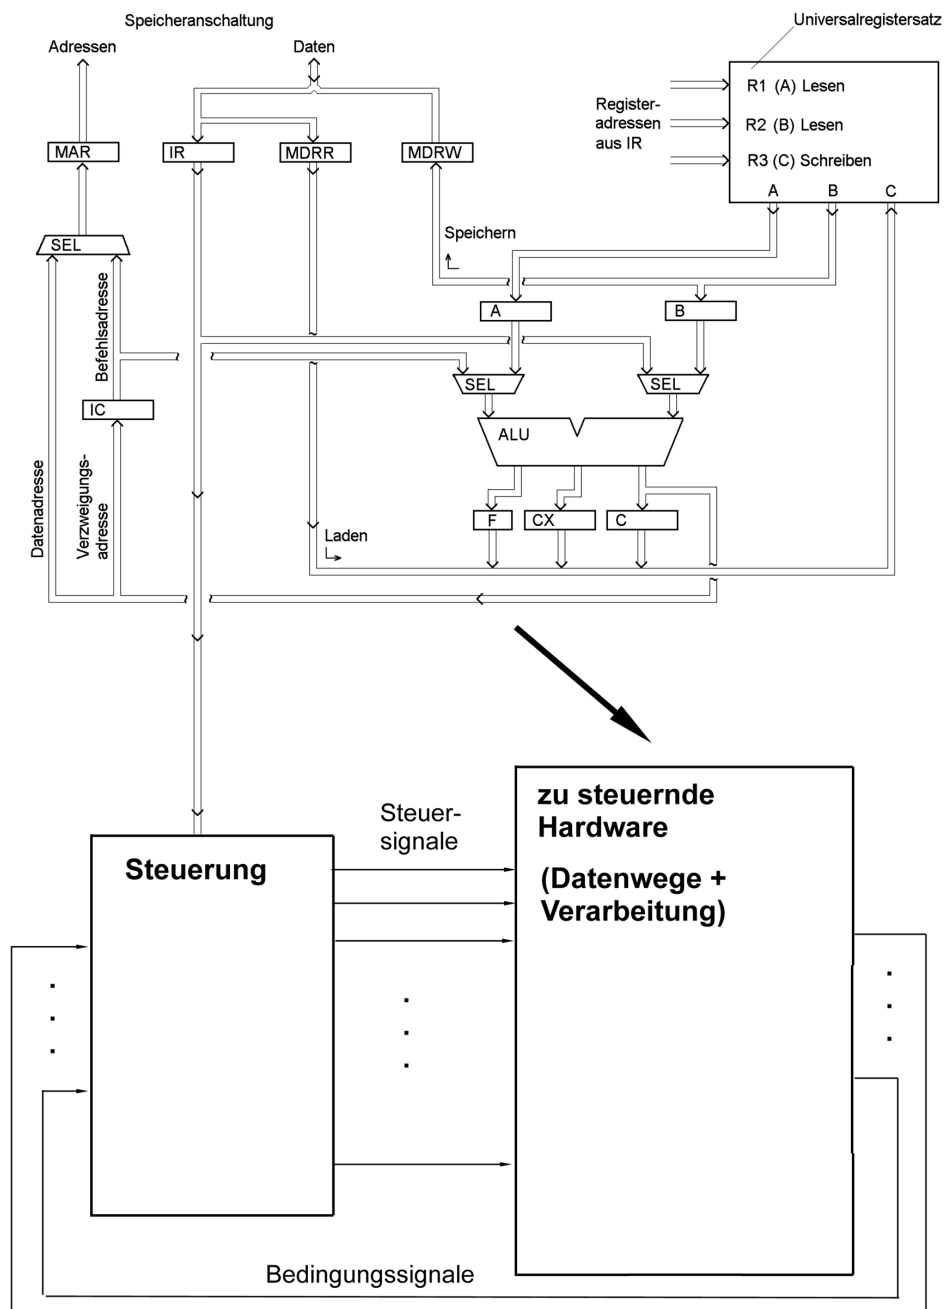 Speicheranschaltung
Universalregistersatz
Adressen
Daten
R1 (A) Lesen
Register-
adressen
aus IR
R2 (B) Lesen
R3 (C) Schreiben
MAR
IR
MDRR
MDRW
A
B
C
Speichern
SEL
Befehlsadresse
A
B
SEL
SEL
IC
ALU
Datenadresse
Verzweigungs-
adresse
F
CX
C
Laden
Steuer-
signale
zu steuernde
Hardware
(Datenwege +
Verarbeitung)
Steuerung
Bedingungssignale